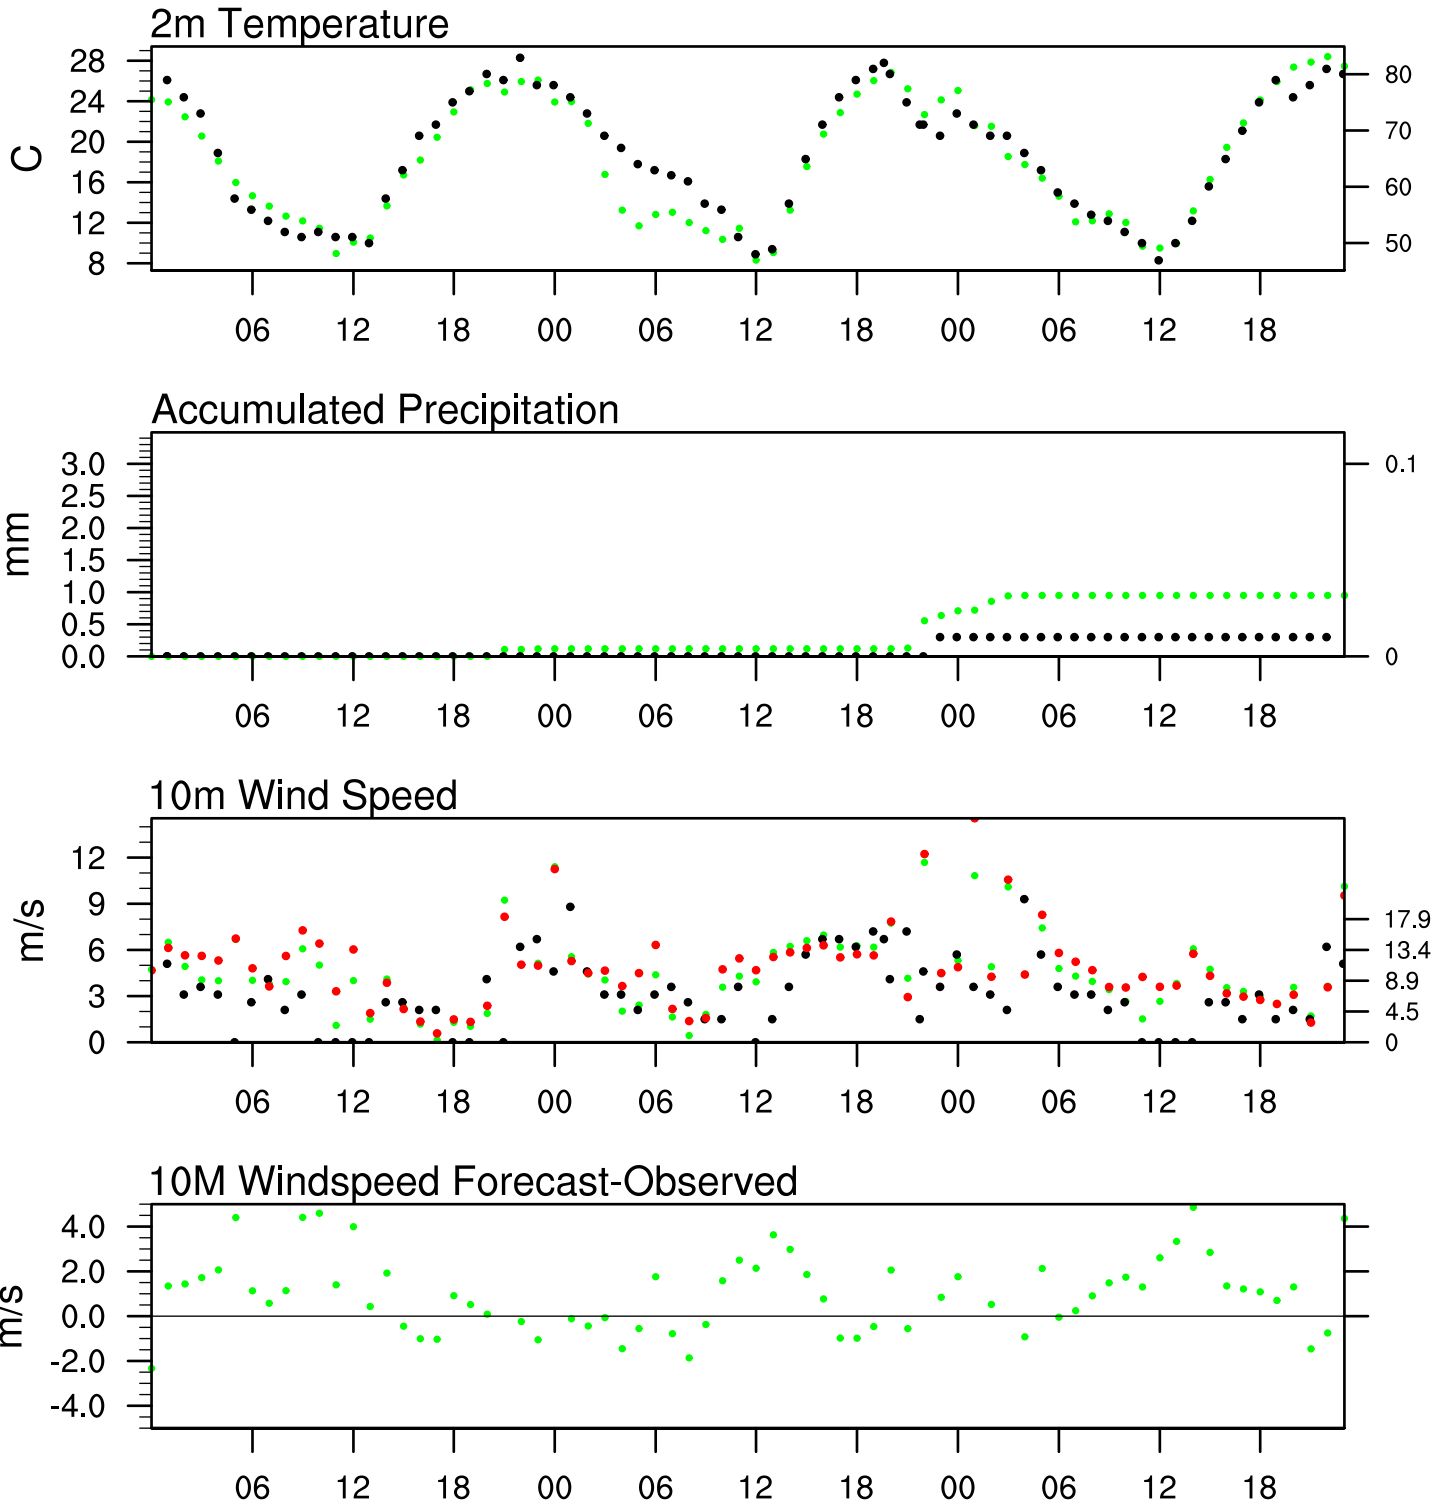 2m Temperature
28
24
20
16
12
8
C
80
70
60
50
06 12 18 00 06 12 18 00 06 12 18
Accumulated Precipitation
3.0
2.5
2.0
1.5
1.0
0.5
0.0
mm
0.1
0
06 12 18 00 06 12 18 00 06 12 18
10m Wind Speed
12
9
6
3
0
m/s
17.9
13.4
8.9
4.5
0
06 12 18 00 06 12 18 00 06 12 18
10M Windspeed Forecast-Observed
4.0
2.0
0.0
-2.0
-4.0
m/s
06 12 18 00 06 12 18 00 06 12 18